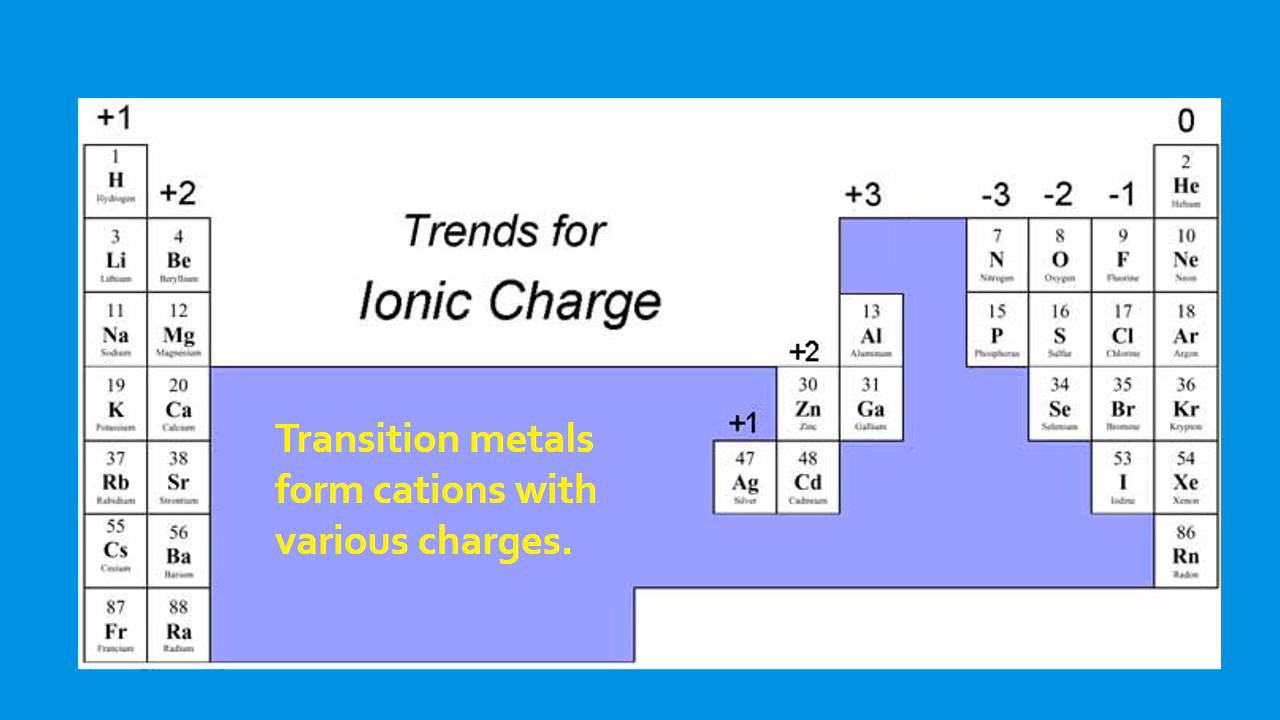 +1
0
1
H
Hydrogen
2
He
Helium
+2
+3
-3
-2
-1
Trends for
Ionic Charge
3
Li
Lithium
4
Be
Beryllium
7
N
Nitrogen
8
O
Oxygen
9
F
Fluorine
10
Ne
Neon
11
Na
Sodium
12
Mg
Magnesium
13
Al
Aluminum
15
P
Phosphorus
16
S
Sulfur
17
Cl
Chlorine
18
Ar
Argon
+2
19
K
Potassium
20
Ca
Calcium
30
Zn
Zinc
31
Ga
Gallium
34
Se
Selenium
35
Br
Bromine
36
Kr
Krypton
Transition metals
form cations with
various charges.
+1
37
Rb
Rubidium
38
Sr
Strontium
47
Ag
Silver
48
Cd
Cadmium
53
I
Iodine
54
Xe
Xenon
55
Cs
Cesium
56
Ba
Barium
86
Rn
Radon
87
Fr
Francium
88
Ra
Radium